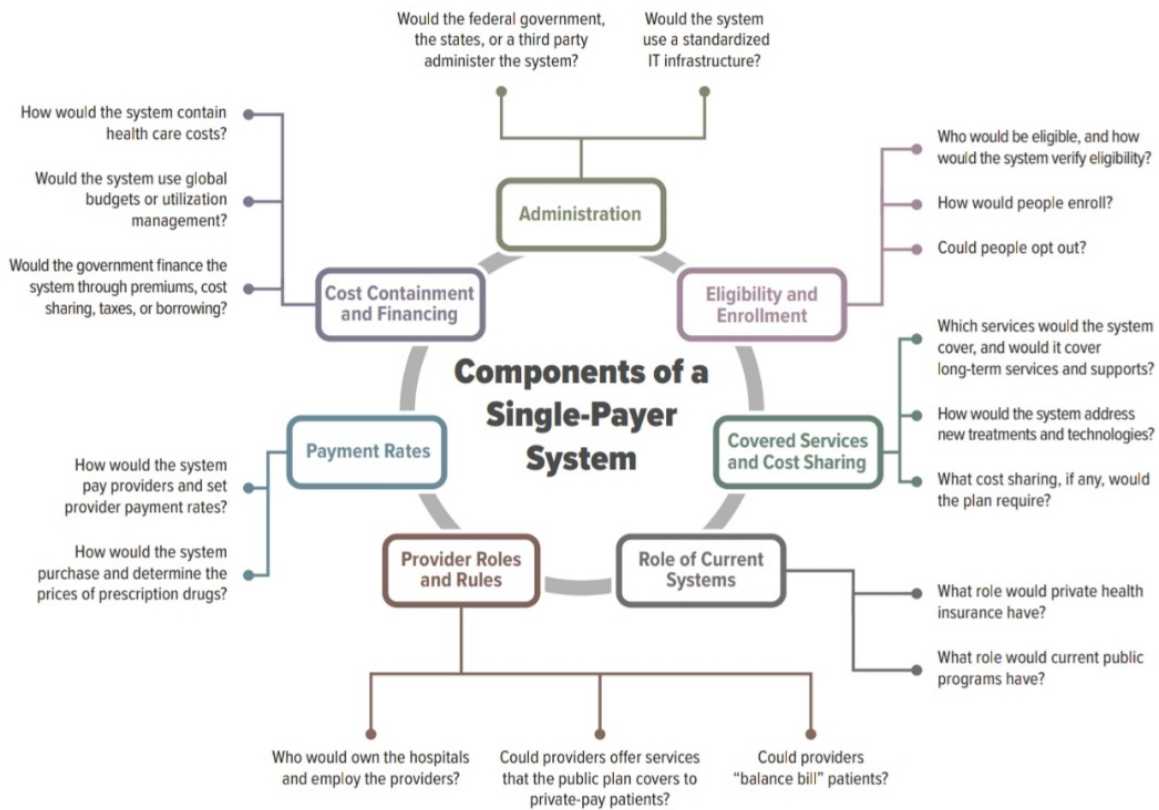 Would the federal government,
the states, or a third party
administer the system?
Would the system
use a standardized
IT infrastructure?
Administration
Who would be eligible, and how
would the system verify eligibility?
How would people enroll?
Could people opt out?
Eligibility and
Enrollment
Which services would the system
cover, and would it cover
long-term services and supports?
How would the system address
new treatments and technologies?
What cost sharing, if any, would
the plan require?
Covered Services
and Cost Sharing
What role would private health
insurance have?
What role would current public
programs have?
Role of Current
Systems
Provider Roles
and Rules
Who would own the hospitals
and employ the providers?
Could providers offer services
that the public plan covers to
private-pay patients?
Could providers
“balance bill” patients?
Payment Rates
How would the system
pay providers and set
provider payment rates?
How would the system
purchase and determine the
prices of prescription drugs?
Cost Containment
and Financing
How would the system contain
health care costs?
Would the system use global
budgets or utilization
management?
Would the government finance the
system through premiums, cost
sharing, taxes, or borrowing?
Components of a
Single-Payer
System